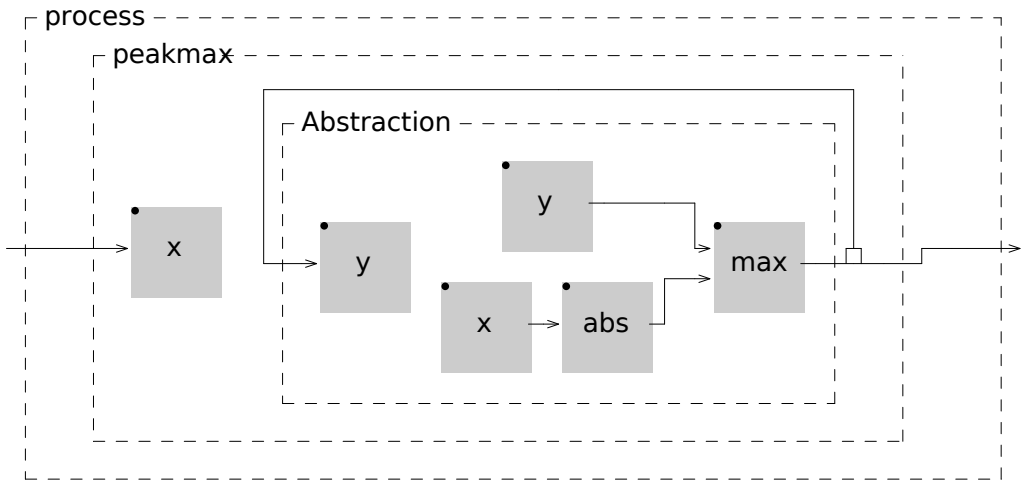 process
peakmax
Abstraction
y
x
y
max
x
abs